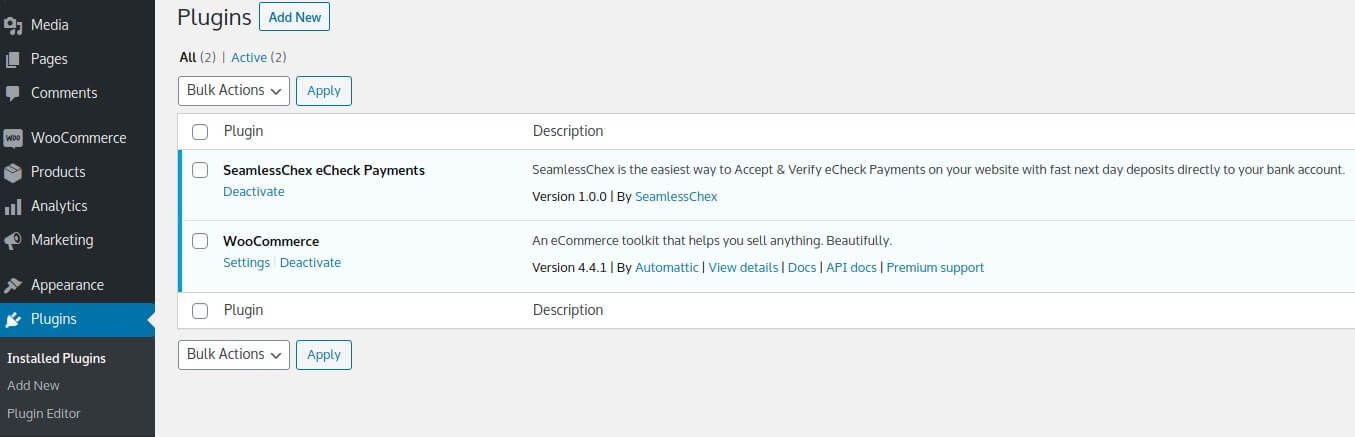 Media
Pages
Comments
WooCommerce
Products
Analytics
Marketing
Appearance
Plugins
Installed Plugins
Add New
Plugin Editor
Plugins Add New
All (2) | Active (2)
Bulk Actions Apply
Plugin Description
SeamlessChex eCheck Payments SeamlessChex is the easiest way to Accept & Verify eCheck Payments on your website with fast next day deposits directly to your bank account.
Deactivate Version 1.0.0 | By SeamlessChex
WooCommerce An eCommerce toolkit that helps you sell anything. Beautifully.
Settings | Deactivate Version 4.4.1 | By Automattic | View details | Docs | API docs | Premium support
Plugin Description
Bulk Actions Apply